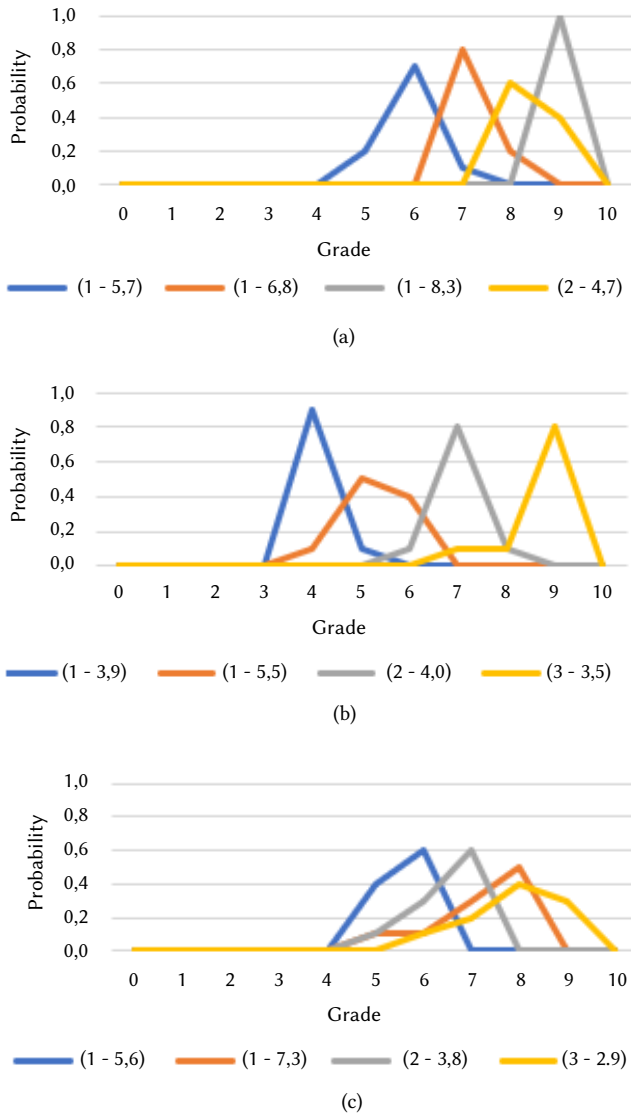 1,0
0,8
0,6
0,4
0,2
0,0
Probability
0 1 2 3 4 5 6 7 8 9 10
Grade
(1 - 5,7) (1 - 6,8) (1 - 8,3) (2 - 4,7)
(a)
1,0
0,8
0,6
0,4
0,2
0,0
Probability
0 1 2 3 4 5 6 7 8 9 10
Grade
(1 - 3,9) (1 - 5,5) (2 - 4,0) (3 - 3,5)
(b)
1,0
0,8
0,6
0,4
0,2
0,0
Probability
0 1 2 3 4 5 6 7 8 9 10
Grade
(1 - 5,6) (1 - 7,3) (2 - 3,8) (3 - 2.9)
(c)